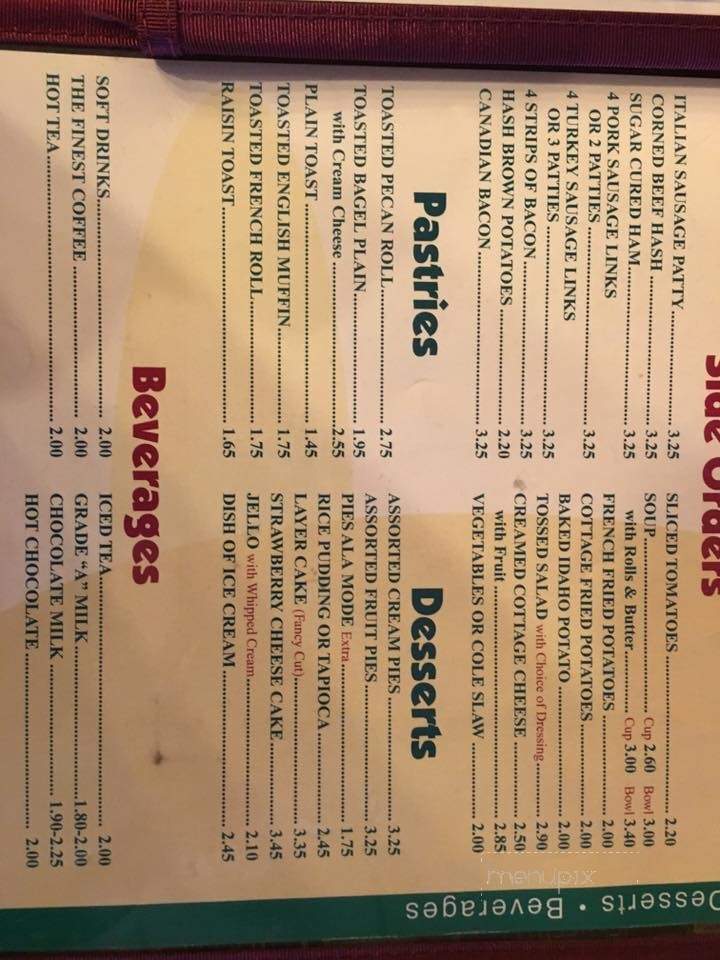 Side Orders
ITALIAN SAUSAGE PATTY 3.25
CORNED BEEF HASH 3.25
SUGAR CURED HAM 3.25
4 PORK SAUSAGE LINKS
OR 2 PATTIES 3.25
4 TURKEY SAUSAGE LINKS
OR 3 PATTIES 3.25
4 STRIPS OF BACON 3.25
HASH BROWN POTATOES 2.20
CANADIAN BACON 3.25
SLICED TOMATOES 2.20
SOUP Cup 2.60 Bowl 3.00
with Rolls & Butter Cup 3.00 Bowl 3.40
FRENCH FRIED POTATOES 2.00
COTTAGE FRIED POTATOES 2.00
BAKED IDAHO POTATO 2.00
TOSSED SALAD with Choice of Dressing 2.90
CREAMED COTTAGE CHEESE 2.50
with Fruit 2.85
VEGETABLES OR COLE SLAW 2.00
Pastries
TOASTED PECAN ROLL 2.75
TOASTED BAGEL PLAIN 1.95
with Cream Cheese 2.55
PLAIN TOAST 1.45
TOASTED ENGLISH MUFFIN 1.75
TOASTED FRENCH ROLL 1.75
RAISIN TOAST 1.65
Desserts
ASSORTED CREAM PIES 3.25
ASSORTED FRUIT PIES 3.25
PIES ALA MODE Extra 1.75
RICE PUDDING OR TAPIOCA 2.45
LAYER CAKE (Fancy Cut) 3.35
STRAWBERRY CHEESE CAKE 3.45
JELLO with Whipped Cream 2.10
DISH OF ICE CREAM 2.45
Beverages
SOFT DRINKS 2.00
THE FINEST COFFEE 2.00
HOT TEA 2.00
ICED TEA 2.00
GRADE "A" MILK 1.80-2.00
CHOCOLATE MILK 1.90-2.25
HOT CHOCOLATE 2.00
Desserts • Beverages
menupix